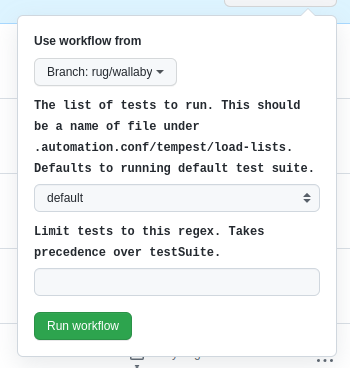 Use workflow from
Branch: rug/wallaby
The list of tests to run. This should
be a name of file under
.automation.conf/tempest/load-lists.
Defaults to running default test suite.
default
Limit tests to this regex. Takes
precedence over testSuite.
Run workflow